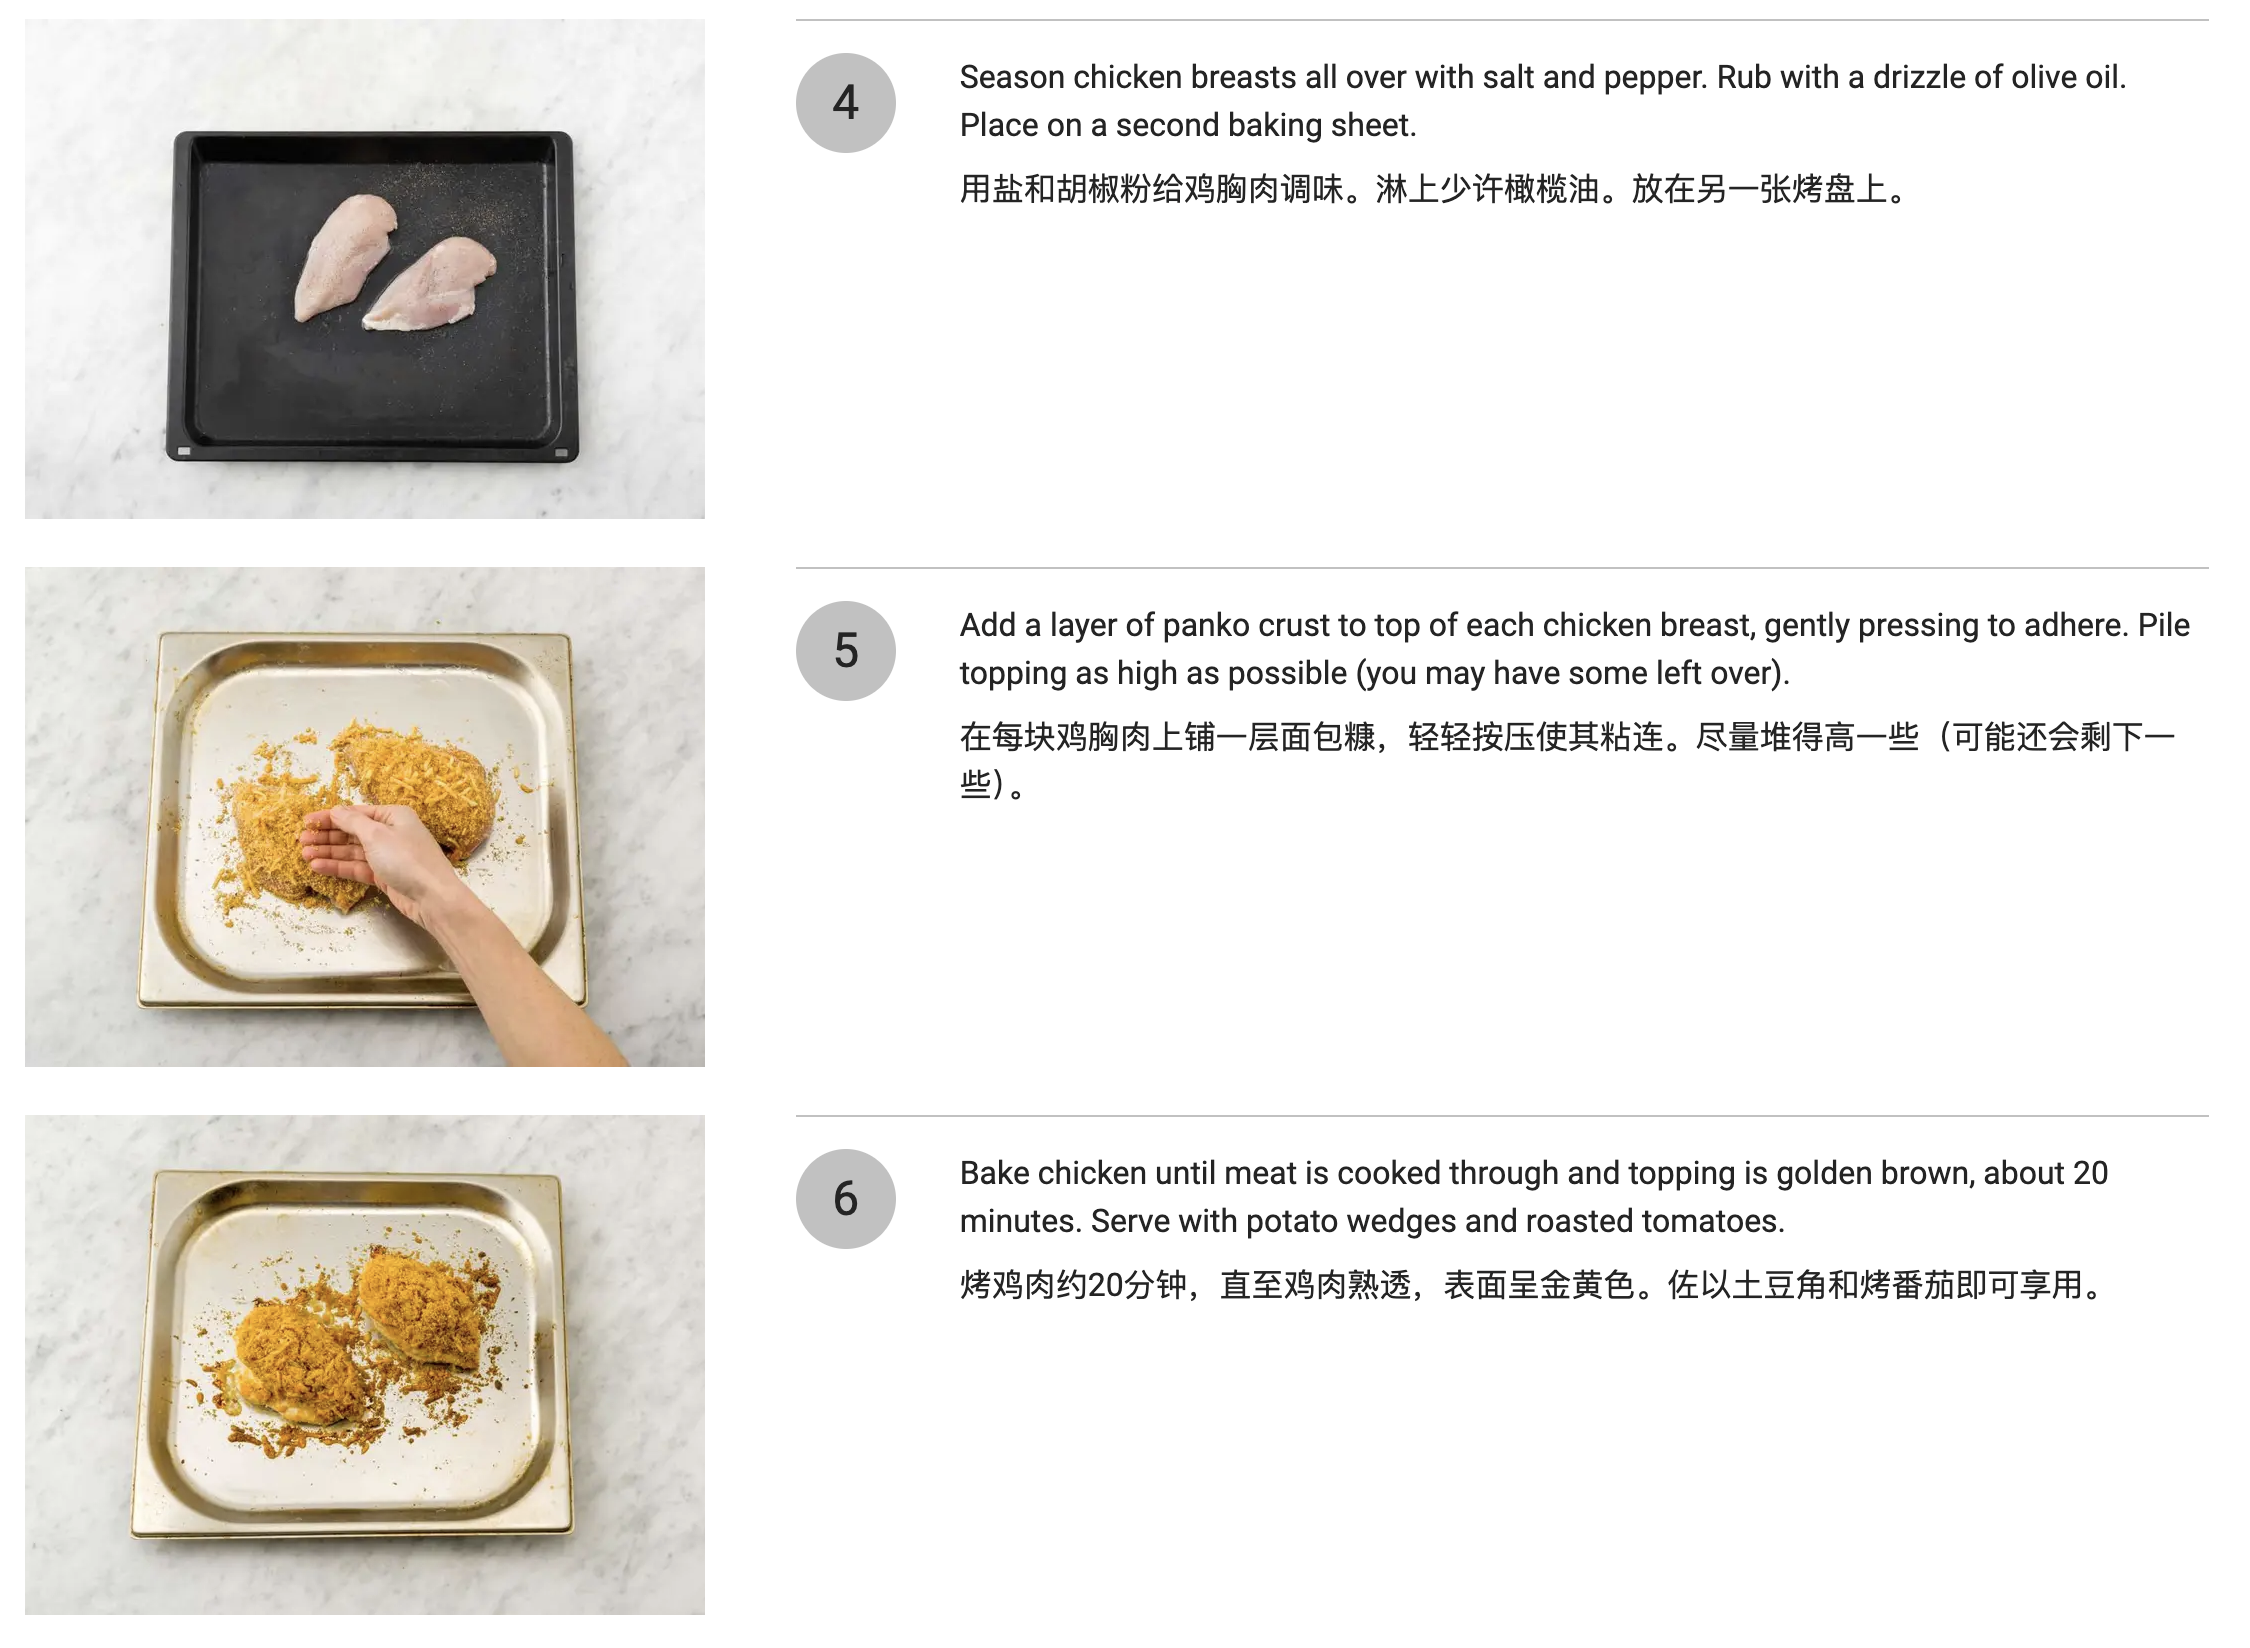 4
Season chicken breasts all over with salt and pepper. Rub with a drizzle of olive oil.
Place on a second baking sheet.
用盐和胡椒粉给鸡胸肉调味。淋上少许橄榄油。放在另一张烤盘上。
5
Add a layer of panko crust to top of each chicken breast, gently pressing to adhere. Pile
topping as high as possible (you may have some left over).
在每块鸡胸肉上铺一层面包糠，轻轻按压使其粘连。尽量堆得高一些（可能还会剩下一
些）。
6
Bake chicken until meat is cooked through and topping is golden brown, about 20
minutes. Serve with potato wedges and roasted tomatoes.
烤鸡肉约20分钟，直至鸡肉熟透，表面呈金黄色。佐以土豆角和烤番茄即可享用。